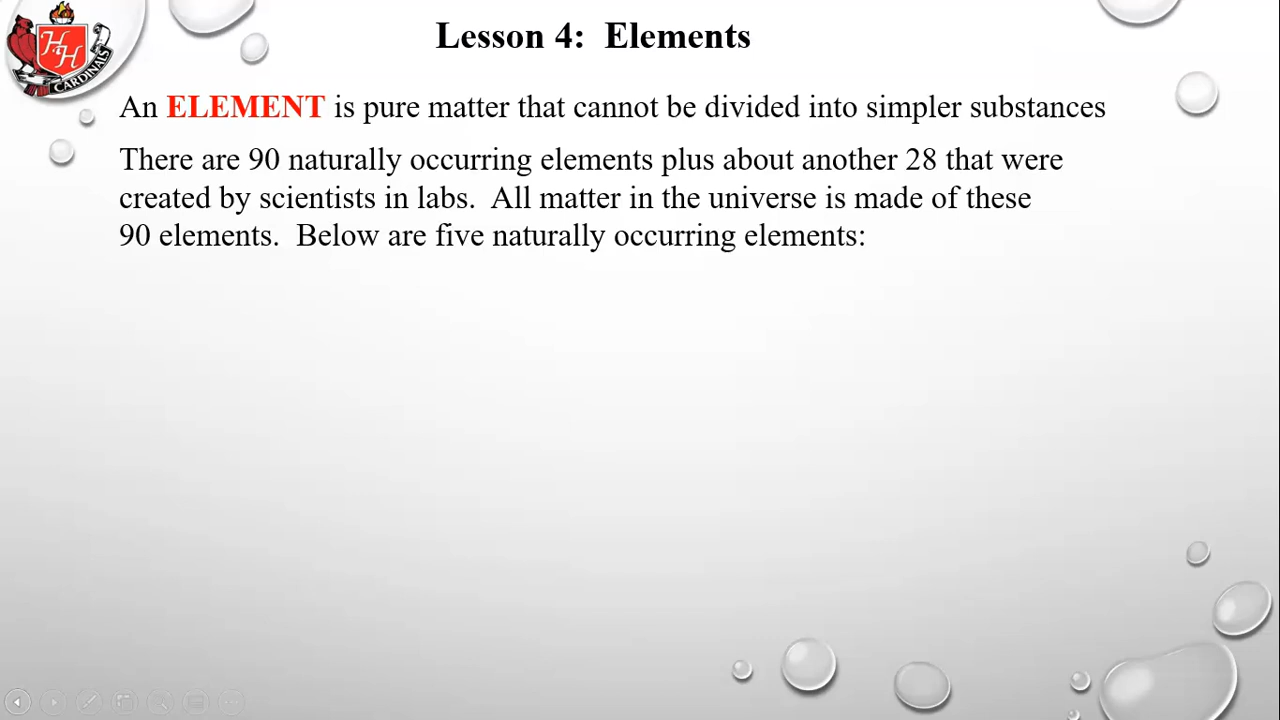 Lesson 4:  Elements
H&H
CARDINALS
An ELEMENT is pure matter that cannot be divided into simpler substances
There are 90 naturally occurring elements plus about another 28 that were
created by scientists in labs.  All matter in the universe is made of these
90 elements.  Below are five naturally occurring elements: